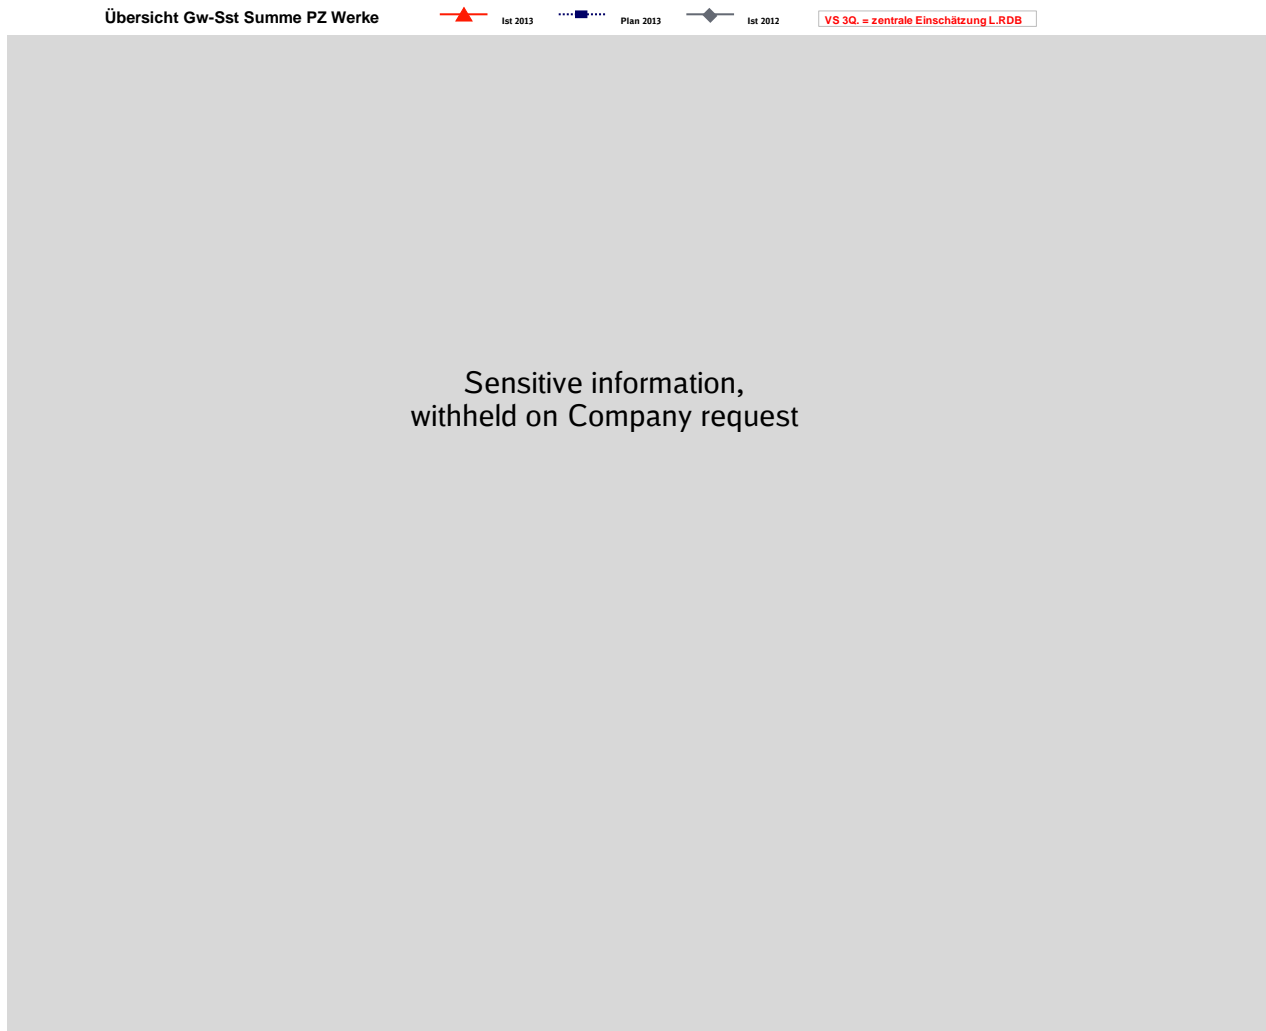 Übersicht Gw-Sst Summe PZ Werke Ist 2013 Plan 2013 Ist 2012 VS 3Q. = zentrale Einschätzung L.RDB
Sensitive information,
withheld on Company request